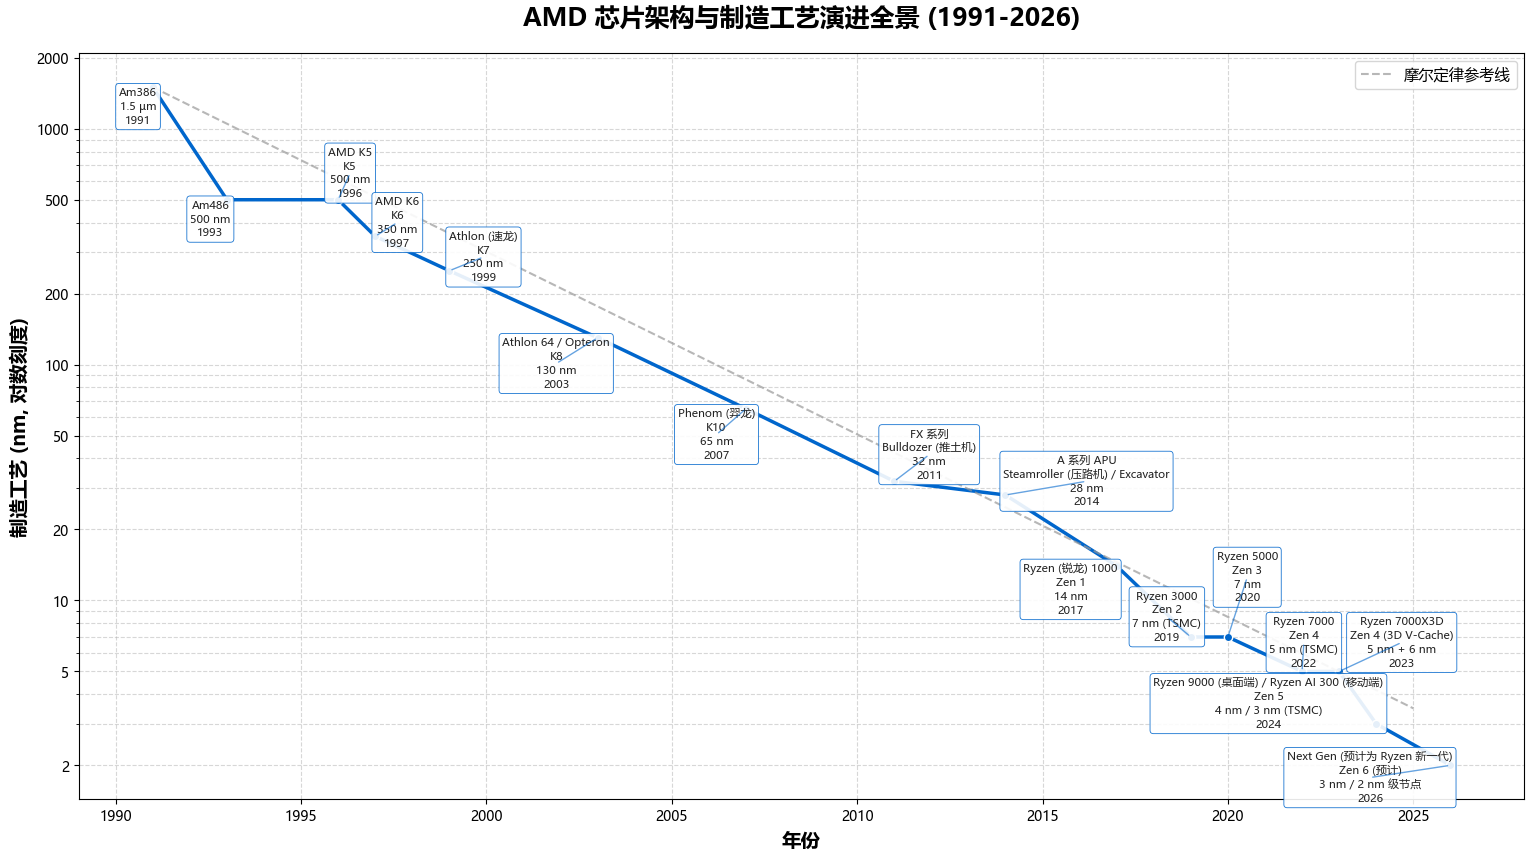 AMD 芯片架构与制造工艺演进全景 (1991-2026)
摩尔定律参考线
制造工艺 (nm, 对数刻度)
2000
1000
500
200
100
50
20
10
5
2
Am386
1.5 μm
1991
Am486
500 nm
1993
AMD K5
K5
500 nm
1996
AMD K6
K6
350 nm
1997
Athlon (速龙)
K7
250 nm
1999
Athlon 64 / Opteron
K8
130 nm
2003
Phenom (羿龙)
K10
65 nm
2007
FX 系列
Bulldozer (推土机)
32 nm
2011
A 系列 APU
Steamroller (压路机) / Excavator
28 nm
2014
Ryzen (锐龙) 1000
Zen 1
14 nm
2017
Ryzen 3000
Zen 2
7 nm (TSMC)
2019
Ryzen 5000
Zen 3
7 nm
2020
Ryzen 7000
Zen 4
5 nm (TSMC)
2022
Ryzen 7000X3D
Zen 4 (3D V-Cache)
5 nm + 6 nm
2023
Ryzen 9000 (桌面端) / Ryzen AI 300 (移动端)
Zen 5
4 nm / 3 nm (TSMC)
2024
Next Gen (预计为 Ryzen 新一代)
Zen 6 (预计)
3 nm / 2 nm 级节点
2026
1990
1995
2000
2005
2010
2015
2020
2025
年份